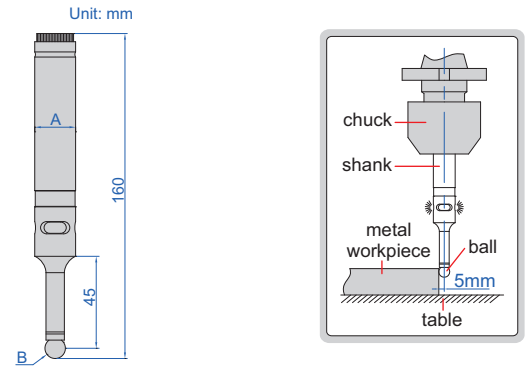 Unit: mm
A
160
45
B
chuck
shank
metal
workpiece
ball
5mm
table